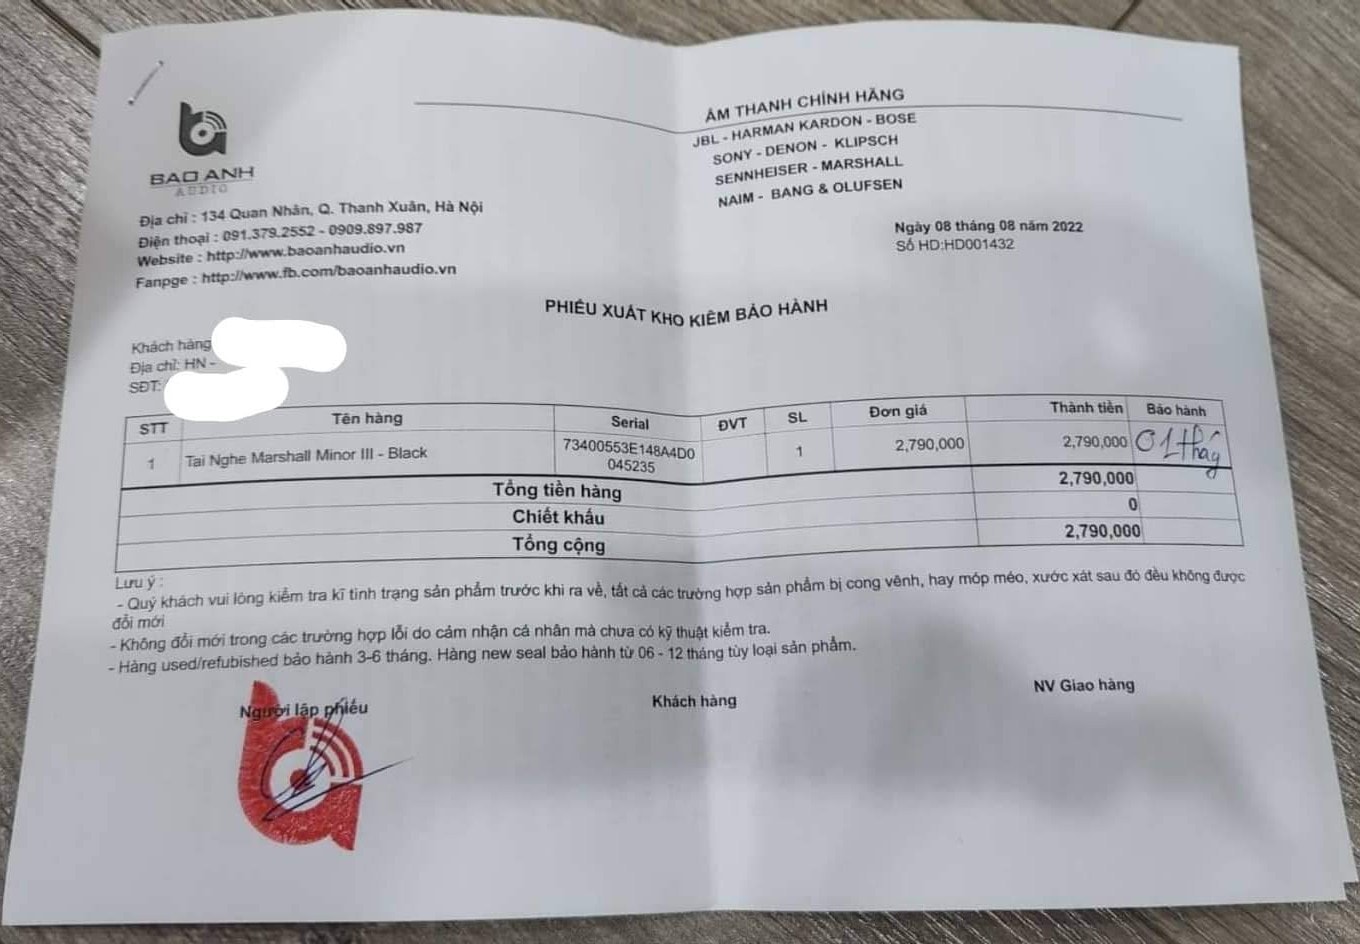 BAO ANH
AUDIO
ÂM THANH CHÍNH HÃNG
JBL - HARMAN KARDON - BOSE
SONY - DENON - KLIPSCH
SENNHEISER - MARSHALL
NAIM - BANG & OLUFSEN
Địa chỉ : 134 Quan Nhân, Q. Thanh Xuân, Hà Nội
Điện thoại : 091.379.2552 - 0909.897.987
Website : http://www.baoanhaudio.vn
Fanpge : http://www.fb.com/baoanhaudio.vn
Ngày 08 tháng 08 năm 2022
Số HD:HD001432
PHIẾU XUẤT KHO KIÊM BẢO HÀNH
Khách hàng
Địa chỉ: HN -
SĐT:
STT Tên hàng Serial ĐVT SL Đơn giá Thành tiền Bảo hành
1 Tai Nghe Marshall Minor III - Black 73400553E148A4D0 1 2,790,000 2,790,000 01 thág
045235
Tổng tiền hàng 2,790,000
Chiết khấu 0
Tổng cộng 2,790,000
Lưu ý :
- Quý khách vui lòng kiểm tra kĩ tình trạng sản phẩm trước khi ra về, tất cả các trường hợp sản phẩm bị cong vênh, hay móp méo, xước xát sau đó đều không được
đổi mới
- Không đổi mới trong các trường hợp lỗi do cảm nhận cá nhân mà chưa có kỹ thuật kiểm tra.
- Hàng used/refubished bảo hành 3-6 tháng. Hàng new seal bảo hành từ 06 - 12 tháng tùy loại sản phẩm.
Người lập phiếu Khách hàng NV Giao hàng